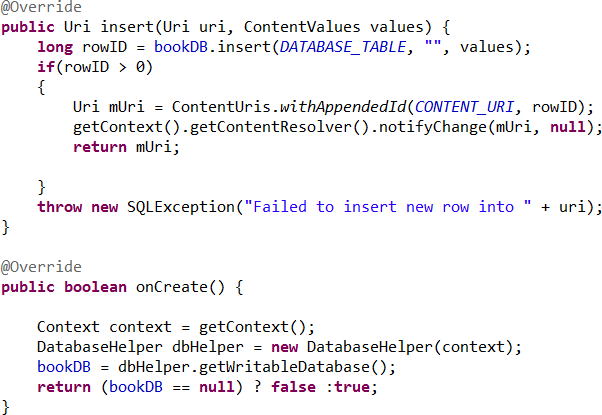 @Override
public Uri insert(Uri uri, ContentValues values) {
    long rowID = bookDB.insert(DATABASE_TABLE, "", values);
    if(rowID > 0)
    {
        Uri mUri = ContentUris.withAppendedId(CONTENT_URI, rowID);
        getContext().getContentResolver().notifyChange(mUri, null);
        return mUri;

    }
    throw new SQLException("Failed to insert new row into " + uri);
}

@Override
public boolean onCreate() {

    Context context = getContext();
    DatabaseHelper dbHelper = new DatabaseHelper(context);
    bookDB = dbHelper.getWritableDatabase();
    return (bookDB == null) ? false :true;
}